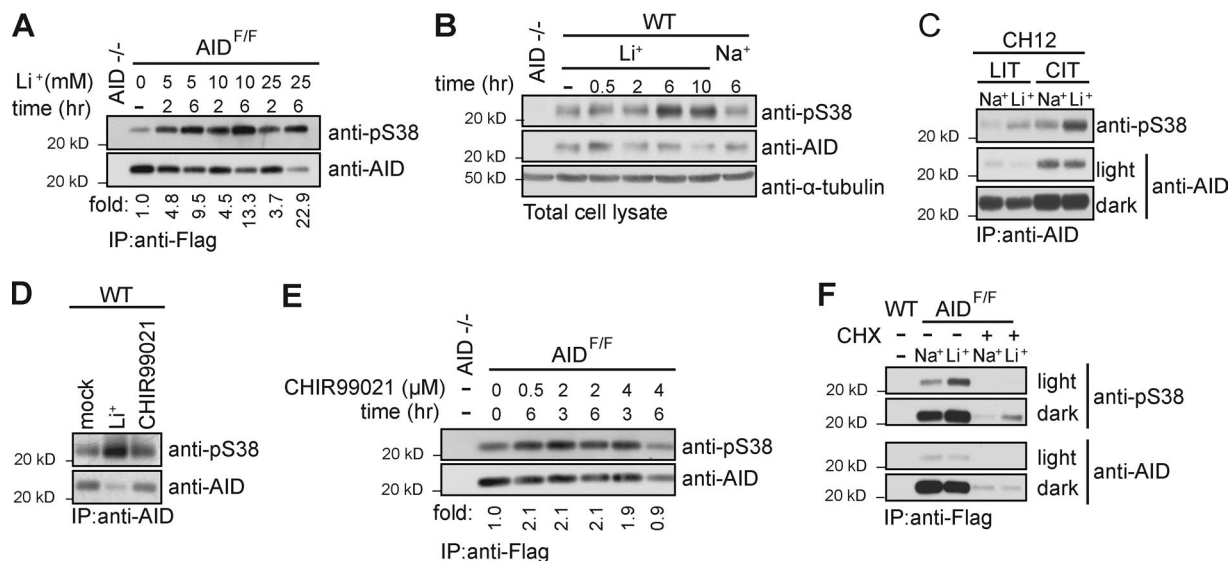 A
AID -/-
AID F/F
Li⁺(mM) 0 5 5 10 10 25 25
time (hr) – 2 6 2 6 2 6
20 kD anti-pS38
20 kD anti-AID
fold: 1.0 4.8 9.5 4.5 13.3 3.7 22.9
IP:anti-Flag
B
AID -/-
WT
Li⁺ Na⁺
time (hr) – 0.5 2 6 10 6
20 kD anti-pS38
20 kD anti-AID
50 kD anti-α-tubulin
Total cell lysate
C
CH12
LIT CIT
Na⁺ Li⁺ Na⁺ Li⁺
20 kD anti-pS38
20 kD light
anti-AID
20 kD dark
IP:anti-AID
D
WT
mock Li⁺ CHIR99021
20 kD anti-pS38
20 kD anti-AID
IP:anti-AID
E
AID -/-
AID F/F
CHIR99021 (µM) – 0 0.5 2 2 4 4
time (hr) – 0 6 3 6 3 6
20 kD anti-pS38
20 kD anti-AID
fold: 1.0 2.1 2.1 2.1 1.9 0.9
IP:anti-Flag
F
WT AID F/F
CHX – – – + +
– Na⁺ Li⁺ Na⁺ Li⁺
20 kD light
anti-pS38
20 kD dark
20 kD light
anti-AID
20 kD dark
IP:anti-Flag